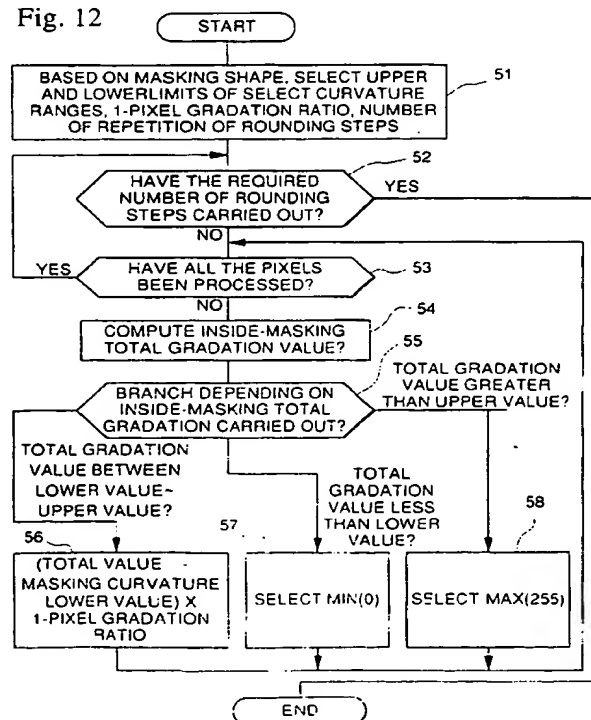 Fig. 12
START
BASED ON MASKING SHAPE, SELECT UPPER
AND LOWERLIMITS OF SELECT CURVATURE
RANGES, 1-PIXEL GRADATION RATIO, NUMBER
OF REPETITION OF ROUNDING STEPS
51
52
HAVE THE REQUIRED
NUMBER OF ROUNDING
STEPS CARRIED OUT?
YES
NO
YES
HAVE ALL THE PIXELS
BEEN PROCESSED?
53
NO
54
COMPUTE INSIDE-MASKING
TOTAL GRADATION VALUE?
55
BRANCH DEPENDING ON
INSIDE-MASKING TOTAL
GRADATION CARRIED OUT?
TOTAL GRADATION
VALUE GREATER
THAN UPPER VALUE?
TOTAL GRADATION
VALUE BETWEEN
LOWER VALUE~
UPPER VALUE?
TOTAL
GRADATION
VALUE LESS
THAN LOWER
VALUE?
56
(TOTAL VALUE
MASKING CURVATURE
LOWER VALUE) X
1-PIXEL GRADATION
RATIO
57
SELECT MIN(0)
58
SELECT MAX(255)
END